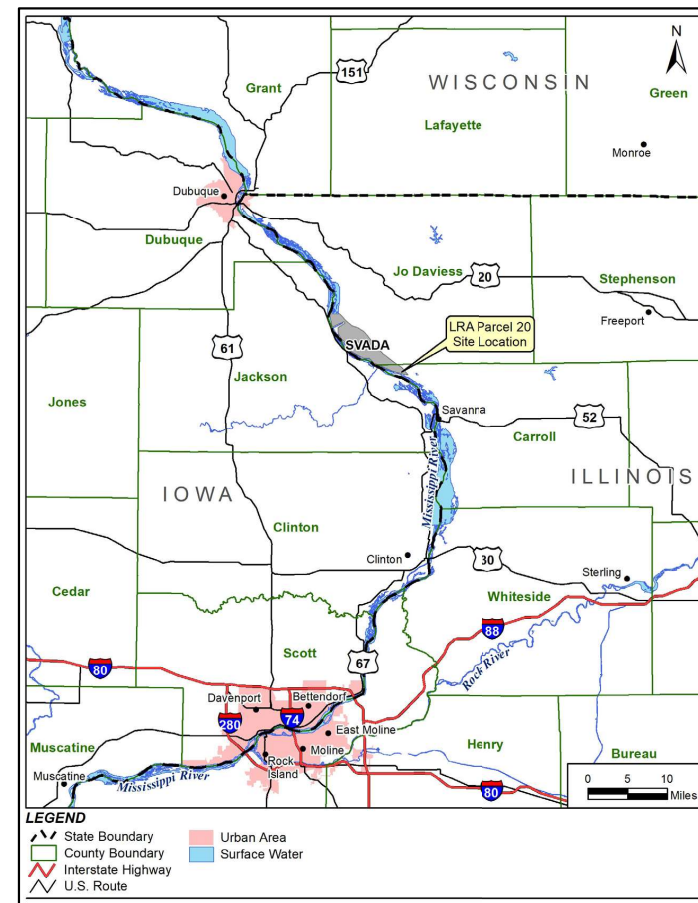 N
151
WISCONSIN
Grant
Green
Lafayette
Monroe
Dubuque
Dubuque
Jo Daviess
20
Stephenson
LRA Parcel 20
Site Location
Freeport
SVADA
61
Jackson
Jones
Savanra
52
Carroll
IOWA
ILLINOIS
Mississippi River
Clinton
Clinton
30
Sterling
Cedar
Whiteside
88
Scott
Rock River
67
80
Davenport
Bettendorf
280
74
East Moline
Muscatine
Moline
Henry
Rock
Island
Bureau
Muscatine
Mississippi River
80
0 5 10
Miles
LEGEND
State Boundary
Urban Area
County Boundary
Surface Water
Interstate Highway
U.S. Route